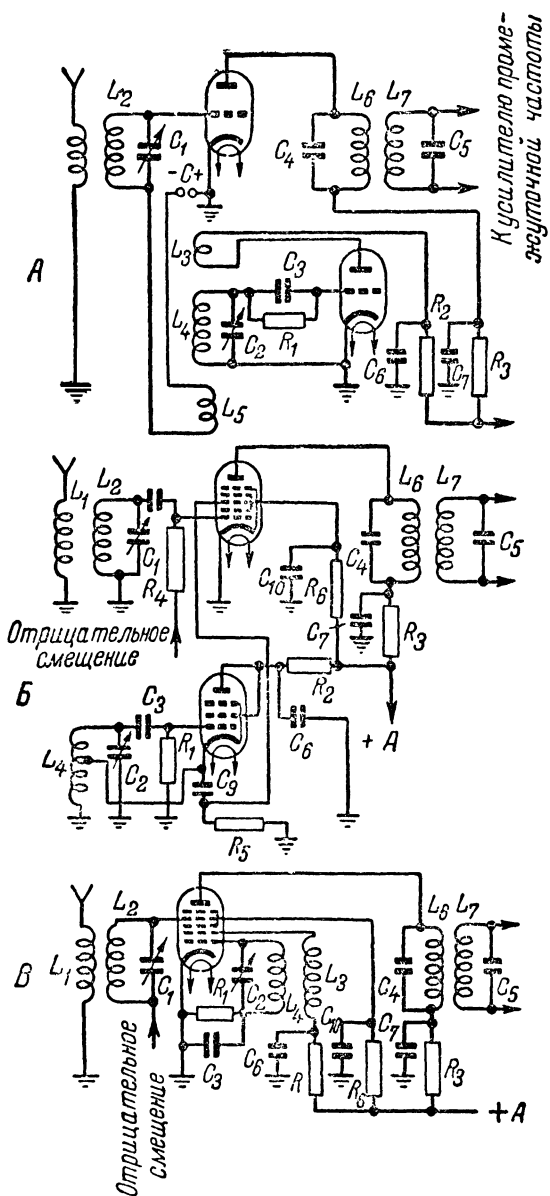 К усилителю проме-
жуточной частоты
А
L2
C1
-C+
L6
L7
C4
C5
L3
C3
L4
C2
R1
R2
C6
C7
R3
L5
Б
L1
L2
C1
R4
Отрицательное
смещение
C10
R6
C7
L6
L7
C4
C5
R3
R2
C6
+ А
C3
L4
C2
R1
C9
R5
В
L1
L2
C1
R1
C2
L4
L3
C3
C6
R
C10
R6
C7
L6
L7
C4
C5
R3
+ А
Отрицательное
смещение